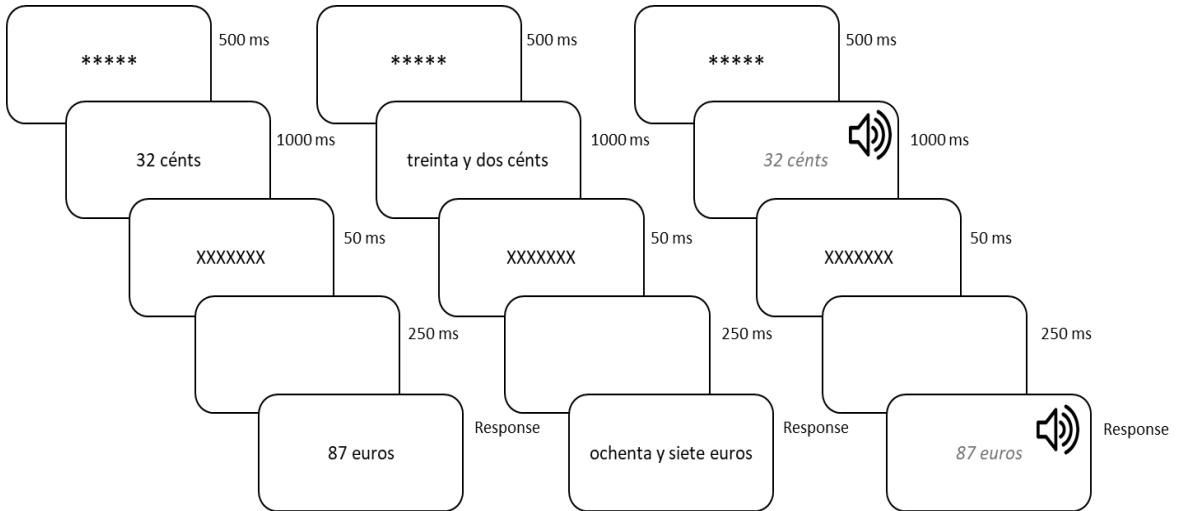 *****
500 ms
*****
500 ms
*****
500 ms
32 cénts
1000 ms
treinta y dos cénts
1000 ms
32 cénts
1000 ms
XXXXXXX
50 ms
XXXXXXX
50 ms
XXXXXXX
50 ms
250 ms
250 ms
250 ms
87 euros
Response
ochenta y siete euros
Response
87 euros
Response